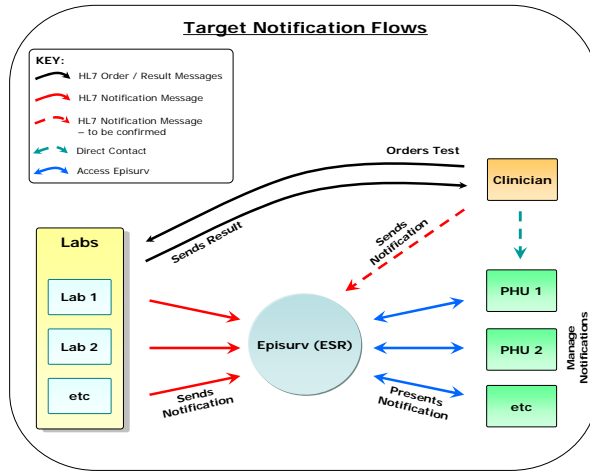 Target Notification Flows
KEY:
HL7 Order / Result Messages
HL7 Notification Message
HL7 Notification Message
– to be confirmed
Direct Contact
Access Episurv
Orders Test
Clinician
Sends Result
Sends
Notification
Labs
Lab 1
Lab 2
etc
Episurv (ESR)
PHU 1
PHU 2
etc
Manage Notifications
Sends
Notification
Presents
Notification